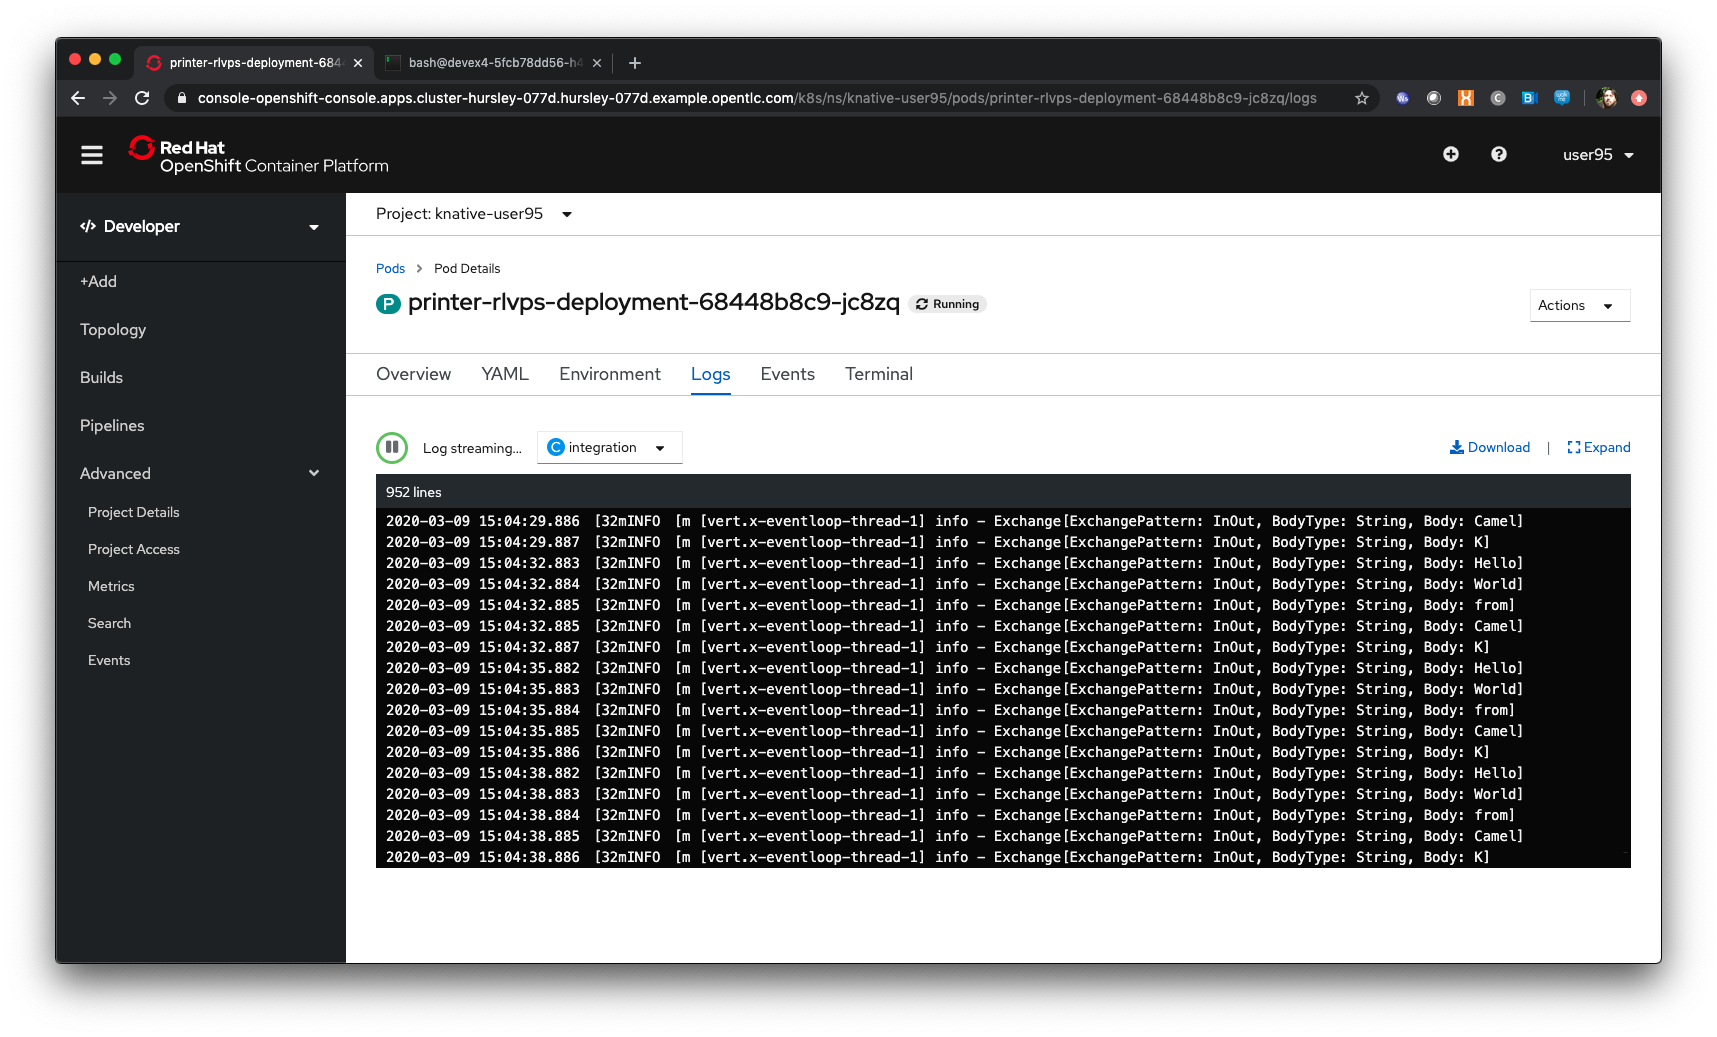 printer-rlvps-deployment-684
bash@devex4-5fcb78dd56-h4
console-openshift-console.apps.cluster-hursley-077d.hursley-077d.example.opentlc.com/k8s/ns/knative-user95/pods/printer-rlvps-deployment-68448b8c9-jc8zq/logs
Red Hat
OpenShift Container Platform
user95
Developer
+Add
Topology
Builds
Pipelines
Advanced
Project Details
Project Access
Metrics
Search
Events
Project: knative-user95
Pods > Pod Details
P printer-rlvps-deployment-68448b8c9-jc8zq Running
Actions
Overview YAML Environment Logs Events Terminal
Log streaming... C integration Download | Expand
952 lines
2020-03-09 15:04:29.886 [32mINFO [m [vert.x-eventloop-thread-1] info - Exchange[ExchangePattern: InOut, BodyType: String, Body: Camel]
2020-03-09 15:04:29.887 [32mINFO [m [vert.x-eventloop-thread-1] info - Exchange[ExchangePattern: InOut, BodyType: String, Body: K]
2020-03-09 15:04:32.883 [32mINFO [m [vert.x-eventloop-thread-1] info - Exchange[ExchangePattern: InOut, BodyType: String, Body: Hello]
2020-03-09 15:04:32.884 [32mINFO [m [vert.x-eventloop-thread-1] info - Exchange[ExchangePattern: InOut, BodyType: String, Body: World]
2020-03-09 15:04:32.885 [32mINFO [m [vert.x-eventloop-thread-1] info - Exchange[ExchangePattern: InOut, BodyType: String, Body: from]
2020-03-09 15:04:32.885 [32mINFO [m [vert.x-eventloop-thread-1] info - Exchange[ExchangePattern: InOut, BodyType: String, Body: Camel]
2020-03-09 15:04:32.887 [32mINFO [m [vert.x-eventloop-thread-1] info - Exchange[ExchangePattern: InOut, BodyType: String, Body: K]
2020-03-09 15:04:35.882 [32mINFO [m [vert.x-eventloop-thread-1] info - Exchange[ExchangePattern: InOut, BodyType: String, Body: Hello]
2020-03-09 15:04:35.883 [32mINFO [m [vert.x-eventloop-thread-1] info - Exchange[ExchangePattern: InOut, BodyType: String, Body: World]
2020-03-09 15:04:35.884 [32mINFO [m [vert.x-eventloop-thread-1] info - Exchange[ExchangePattern: InOut, BodyType: String, Body: from]
2020-03-09 15:04:35.885 [32mINFO [m [vert.x-eventloop-thread-1] info - Exchange[ExchangePattern: InOut, BodyType: String, Body: Camel]
2020-03-09 15:04:35.886 [32mINFO [m [vert.x-eventloop-thread-1] info - Exchange[ExchangePattern: InOut, BodyType: String, Body: K]
2020-03-09 15:04:38.882 [32mINFO [m [vert.x-eventloop-thread-1] info - Exchange[ExchangePattern: InOut, BodyType: String, Body: Hello]
2020-03-09 15:04:38.883 [32mINFO [m [vert.x-eventloop-thread-1] info - Exchange[ExchangePattern: InOut, BodyType: String, Body: World]
2020-03-09 15:04:38.884 [32mINFO [m [vert.x-eventloop-thread-1] info - Exchange[ExchangePattern: InOut, BodyType: String, Body: from]
2020-03-09 15:04:38.885 [32mINFO [m [vert.x-eventloop-thread-1] info - Exchange[ExchangePattern: InOut, BodyType: String, Body: Camel]
2020-03-09 15:04:38.886 [32mINFO [m [vert.x-eventloop-thread-1] info - Exchange[ExchangePattern: InOut, BodyType: String, Body: K]